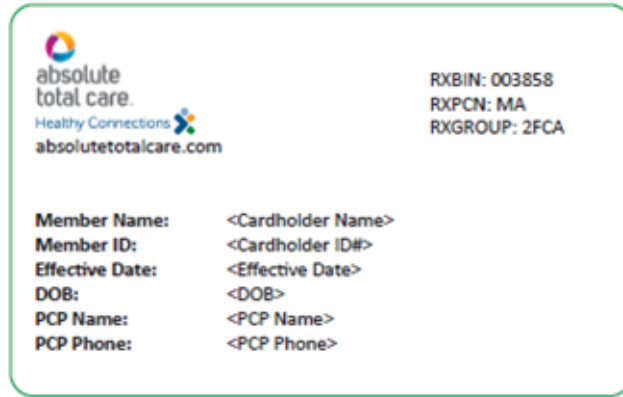 absolute
total care.
Healthy Connections
absolutetotalcare.com
RXBIN: 003858
RXPCN: MA
RXGROUP: 2FCA
Member Name: <Cardholder Name>
Member ID: <Cardholder ID#>
Effective Date: <Effective Date>
DOB: <DOB>
PCP Name: <PCP Name>
PCP Phone: <PCP Phone>